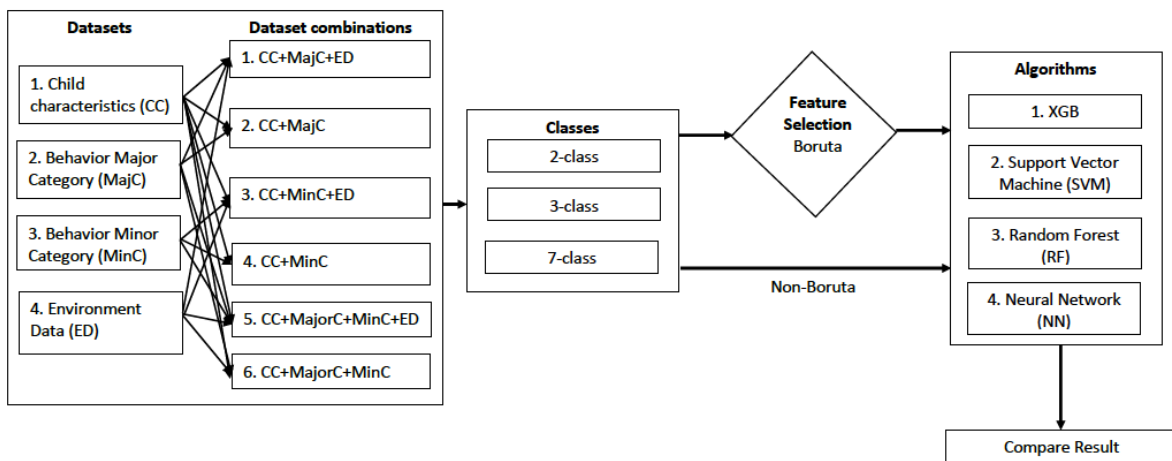 Datasets
1. Child
characteristics (CC)
2. Behavior Major
Category (MajC)
3. Behavior Minor
Category (MinC)
4. Environment
Data (ED)
Dataset combinations
1. CC+MajC+ED
2. CC+MajC
3. CC+MinC+ED
4. CC+MinC
5. CC+MajorC+MinC+ED
6. CC+MajorC+MinC
Classes
2-class
3-class
7-class
Feature
Selection
Boruta
Non-Boruta
Algorithms
1. XGB
2. Support Vector
Machine (SVM)
3. Random Forest
(RF)
4. Neural Network
(NN)
Compare Result